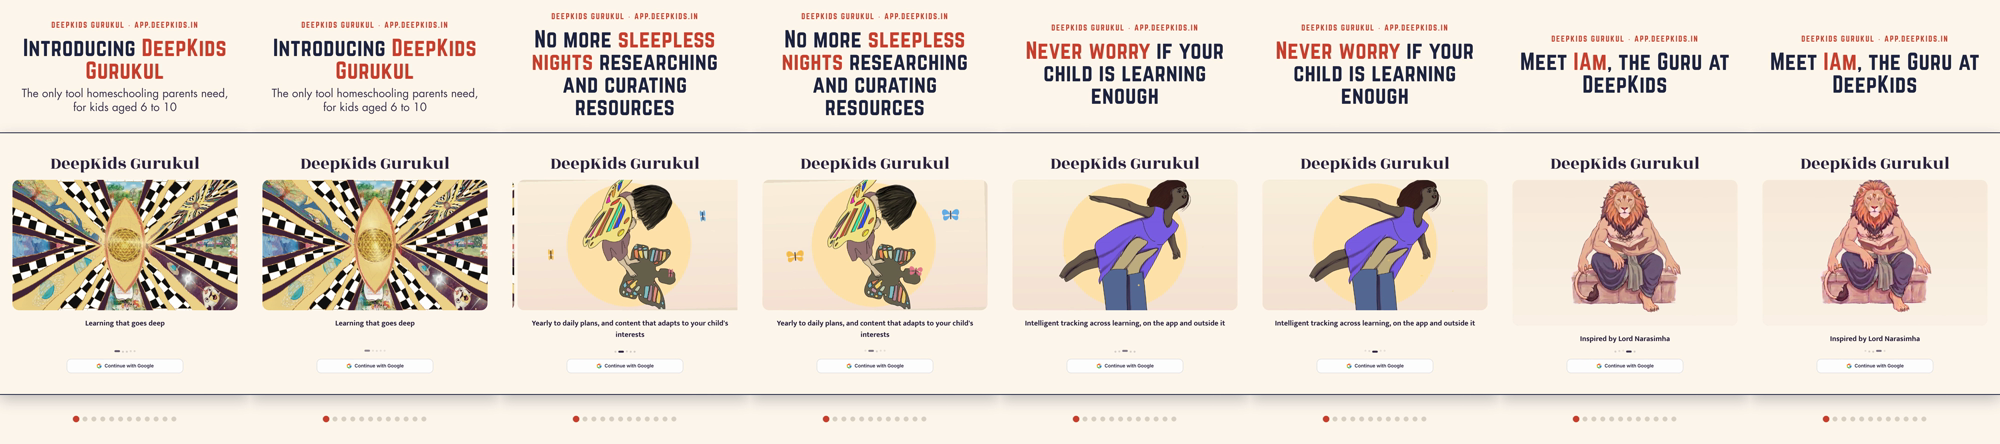 DEEPKIDS GURUKUL · APP.DEEPKIDS.IN
INTRODUCING DEEPKIDS
GURUKUL
The only tool homeschooling parents need,
for kids aged 6 to 10
DeepKids Gurukul
Learning that goes deep
Continue with Google
DEEPKIDS GURUKUL · APP.DEEPKIDS.IN
INTRODUCING DEEPKIDS
GURUKUL
The only tool homeschooling parents need,
for kids aged 6 to 10
DeepKids Gurukul
Learning that goes deep
Continue with Google
DEEPKIDS GURUKUL · APP.DEEPKIDS.IN
NO MORE SLEEPLESS
NIGHTS RESEARCHING
AND CURATING
RESOURCES
DeepKids Gurukul
Yearly to daily plans, and content that adapts to your child's
interests
Continue with Google
DEEPKIDS GURUKUL · APP.DEEPKIDS.IN
NO MORE SLEEPLESS
NIGHTS RESEARCHING
AND CURATING
RESOURCES
DeepKids Gurukul
Yearly to daily plans, and content that adapts to your child's
interests
Continue with Google
DEEPKIDS GURUKUL · APP.DEEPKIDS.IN
NEVER WORRY IF YOUR
CHILD IS LEARNING
ENOUGH
DeepKids Gurukul
Intelligent tracking across learning, on the app and outside it
Continue with Google
DEEPKIDS GURUKUL · APP.DEEPKIDS.IN
NEVER WORRY IF YOUR
CHILD IS LEARNING
ENOUGH
DeepKids Gurukul
Intelligent tracking across learning, on the app and outside it
Continue with Google
DEEPKIDS GURUKUL · APP.DEEPKIDS.IN
MEET IAM, THE GURU AT
DEEPKIDS
DeepKids Gurukul
Inspired by Lord Narasimha
Continue with Google
DEEPKIDS GURUKUL · APP.DEEPKIDS.IN
MEET IAM, THE GURU AT
DEEPKIDS
DeepKids Gurukul
Inspired by Lord Narasimha
Continue with Google